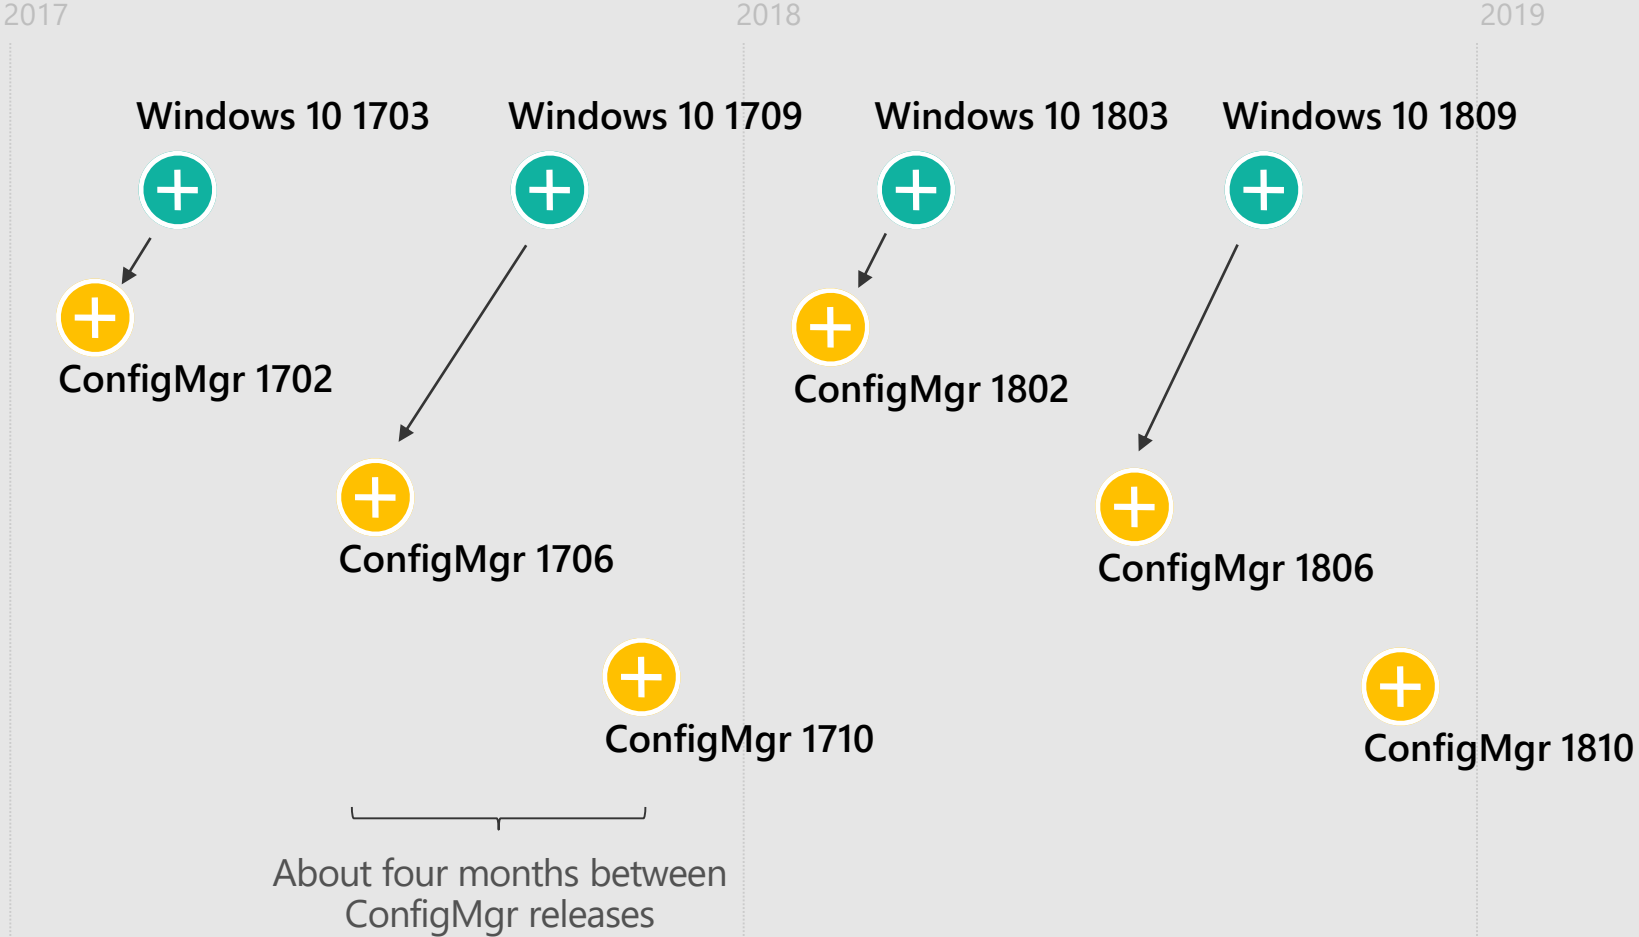 2017
2018
2019
Windows 10 1703
Windows 10 1709
Windows 10 1803
Windows 10 1809
ConfigMgr 1702
ConfigMgr 1802
ConfigMgr 1706
ConfigMgr 1806
ConfigMgr 1710
ConfigMgr 1810
About four months between
ConfigMgr releases